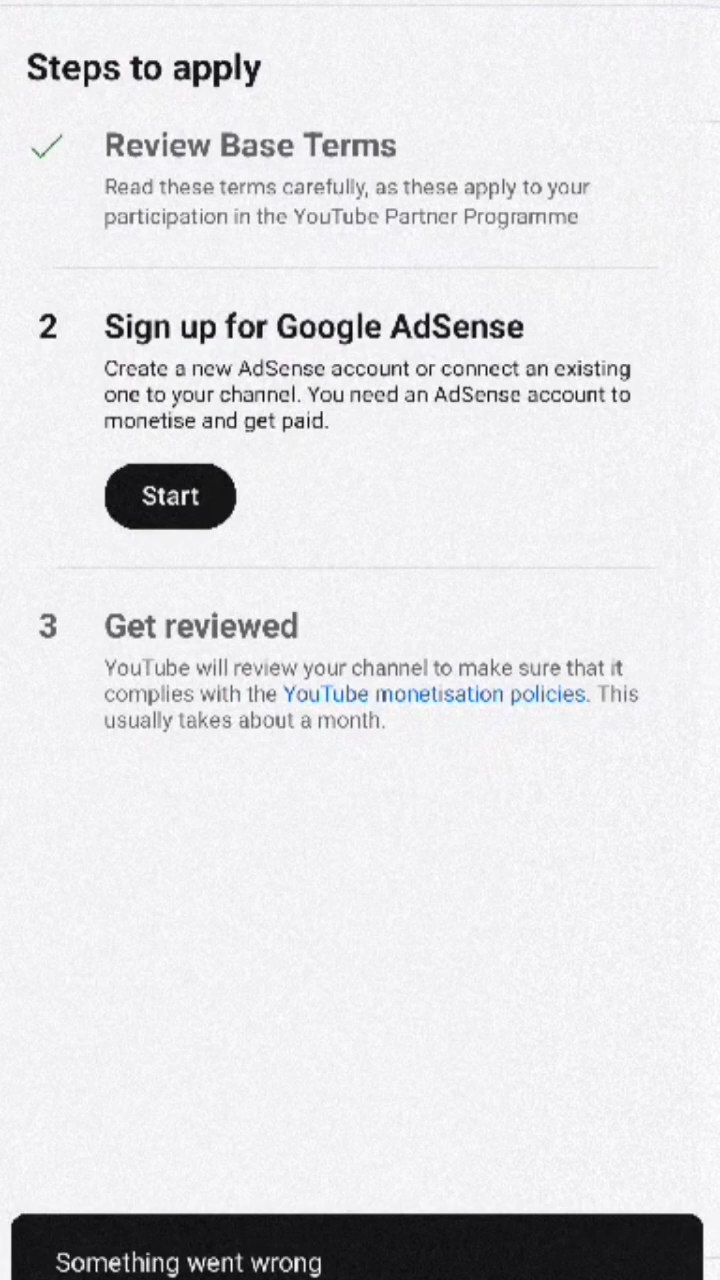 Steps to apply
Review Base Terms
Read these terms carefully, as these apply to your
participation in the YouTube Partner Programme
2 Sign up for Google AdSense
Create a new AdSense account or connect an existing
one to your channel. You need an AdSense account to
monetise and get paid.
Start
3 Get reviewed
YouTube will review your channel to make sure that it
complies with the YouTube monetisation policies. This
usually takes about a month.
Something went wrong